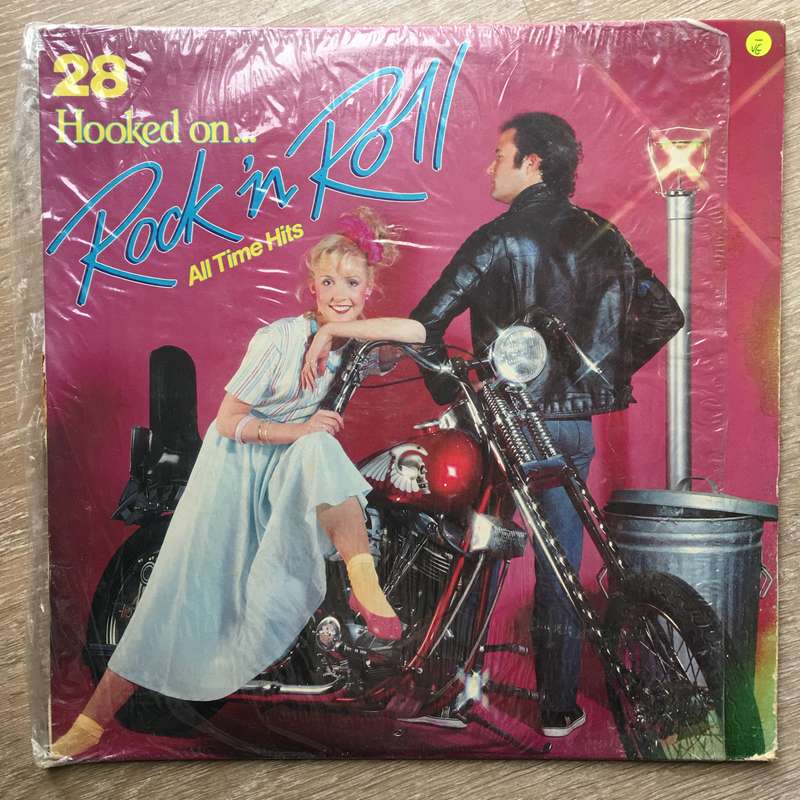 28
Hooked on...
Rock 'n Roll
All Time Hits